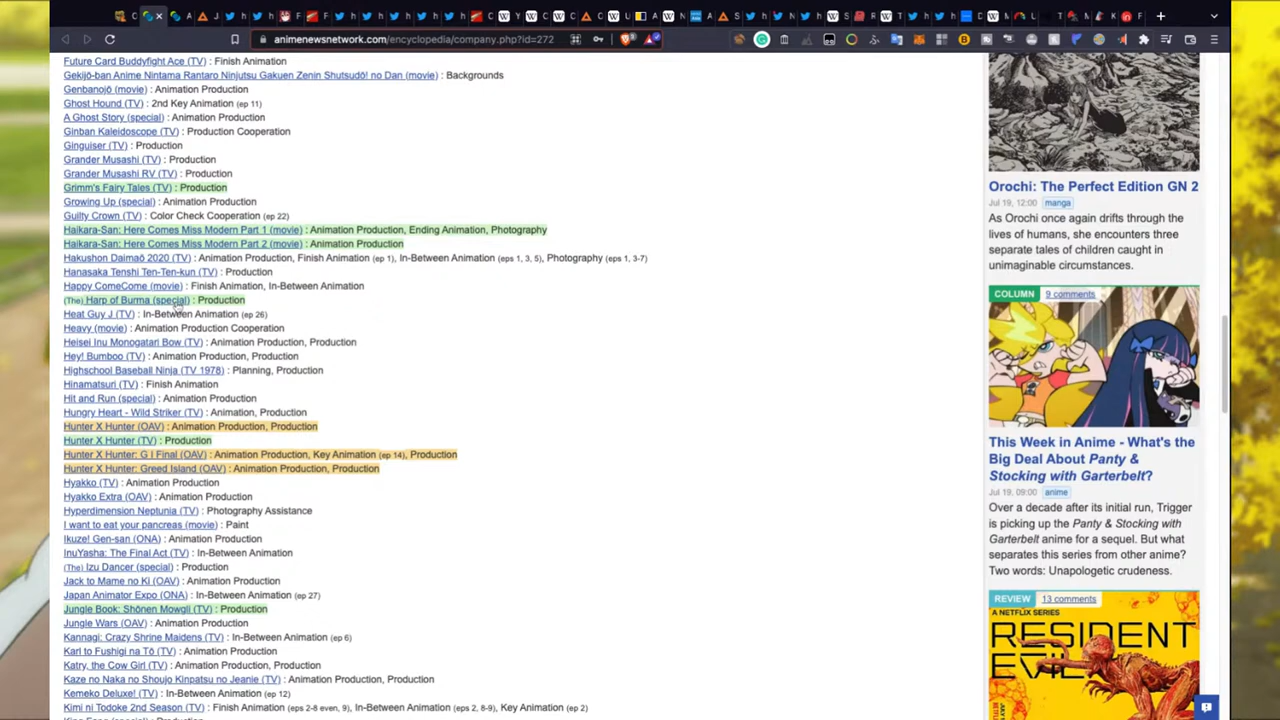 animenewsnetwork.com/encyclopedia/company.php?id=272
Future Card Buddyfight Ace (TV) : Finish Animation
Gekijō-ban Anime Nintama Rantaro Ninjutsu Gakuen Zenin Shutsudō! no Dan (movie) : Backgrounds
Genbanojō (movie) : Animation Production
Ghost Hound (TV) : 2nd Key Animation (ep 11)
A Ghost Story (special) : Animation Production
Ginban Kaleidoscope (TV) : Production Cooperation
Ginguiser (TV) : Production
Grander Musashi (TV) : Production
Grander Musashi RV (TV) : Production
Grimm's Fairy Tales (TV) : Production
Growing Up (special) : Animation Production
Guilty Crown (TV) : Color Check Cooperation (ep 22)
Haikara-San: Here Comes Miss Modern Part 1 (movie) : Animation Production, Ending Animation, Photography
Haikara-San: Here Comes Miss Modern Part 2 (movie) : Animation Production
Hakushon Daimaō 2020 (TV) : Animation Production, Finish Animation (ep 1), In-Between Animation (eps 1, 3, 5), Photography (eps 1, 3-7)
Hanasaka Tenshi Ten-Ten-kun (TV) : Production
Happy ComeCome (movie) : Finish Animation, In-Between Animation
(The) Harp of Burma (special) : Production
Heat Guy J (TV) : In-Between Animation (ep 26)
Heavy (movie) : Animation Production Cooperation
Heisei Inu Monogatari Bow (TV) : Animation Production, Production
Hey! Bumboo (TV) : Animation Production, Production
Highschool Baseball Ninja (TV 1978) : Planning, Production
Hinamatsuri (TV) : Finish Animation
Hit and Run (special) : Animation Production
Hungry Heart - Wild Striker (TV) : Animation, Production
Hunter X Hunter (OAV) : Animation Production, Production
Hunter X Hunter (TV) : Production
Hunter X Hunter: G I Final (OAV) : Animation Production, Key Animation (ep 14), Production
Hunter X Hunter: Greed Island (OAV) : Animation Production, Production
Hyakko (TV) : Animation Production
Hyakko Extra (OAV) : Animation Production
Hyperdimension Neptunia (TV) : Photography Assistance
I want to eat your pancreas (movie) : Paint
Ikuze! Gen-san (ONA) : Animation Production
InuYasha: The Final Act (TV) : In-Between Animation
(The) Izu Dancer (special) : Production
Jack to Mame no Ki (OAV) : Animation Production
Japan Animator Expo (ONA) : In-Between Animation (ep 27)
Jungle Book: Shōnen Mowgli (TV) : Production
Jungle Wars (OAV) : Animation Production
Kannagi: Crazy Shrine Maidens (TV) : In-Between Animation (ep 6)
Karl to Fushigi na Tō (TV) : Animation Production
Katry, the Cow Girl (TV) : Animation Production, Production
Kaze no Naka no Shoujo Kinpatsu no Jeanie (TV) : Animation Production, Production
Kemeko Deluxe! (TV) : In-Between Animation (ep 12)
Kimi ni Todoke 2nd Season (TV) : Finish Animation (eps 2-8 even, 9), In-Between Animation (eps 2, 8-9), Key Animation (ep 2)
Orochi: The Perfect Edition GN 2
Jul 19, 12:00 manga
As Orochi once again drifts through the
lives of humans, she encounters three
separate tales of children caught in
unimaginable circumstances.
COLUMN 9 comments
This Week in Anime - What's the
Big Deal About Panty &
Stocking with Garterbelt?
Jul 19, 09:00 anime
Over a decade after its initial run, Trigger
is picking up the Panty & Stocking with
Garterbelt anime for a sequel. But what
separates this series from other anime?
Two words: Unapologetic crudeness.
REVIEW 13 comments
A NETFLIX SERIES
RESIDENT
EVIL